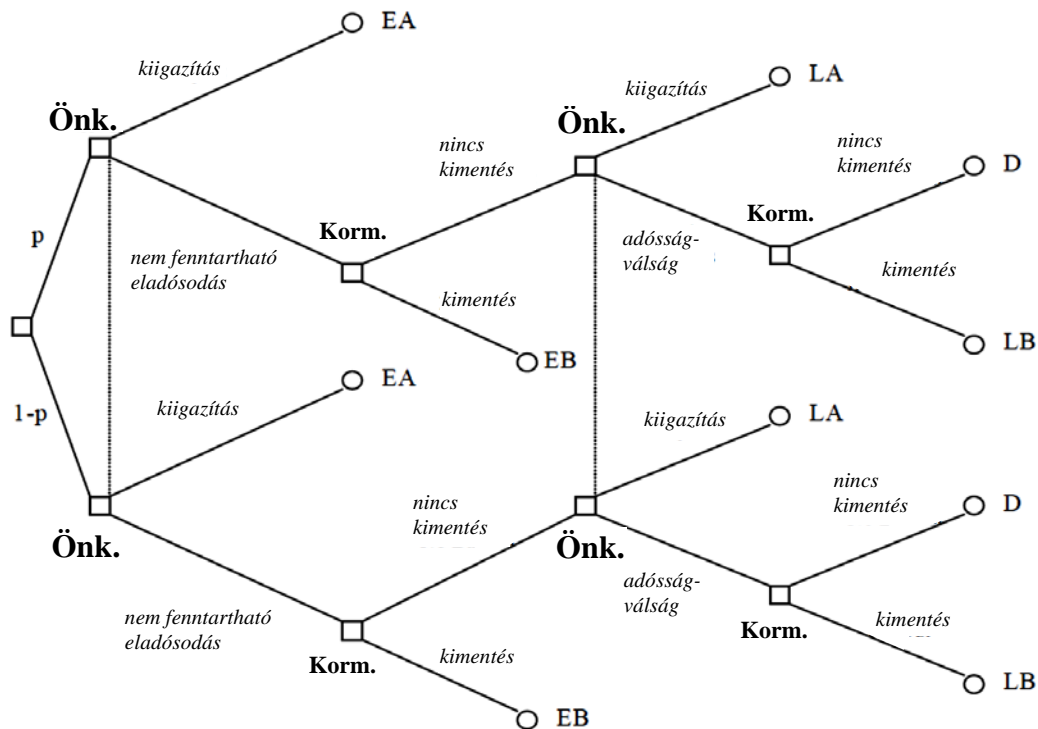 EA
kiigazítás
LA
kiigazítás
Önk.
Önk.
nincs
kimentés
nincs
kimentés
D
Korm.
Korm.
p
adósság-
válság
nem fenntartható
eladósodás
kimentés
kimentés
LB
EB
EA
1-p
kiigazítás
LA
kiigazítás
nincs
kimentés
nincs
kimentés
D
Önk.
Önk.
adósság-
válság
nem fenntartható
eladósodás
kimentés
Korm.
Korm.
kimentés
LB
EB